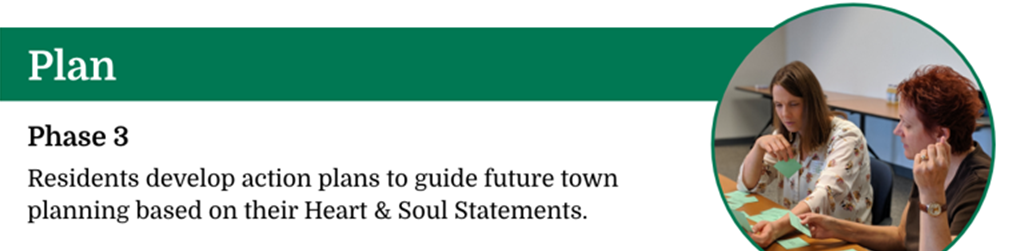 Plan
Phase 3
Residents develop action plans to guide future town
planning based on their Heart & Soul Statements.